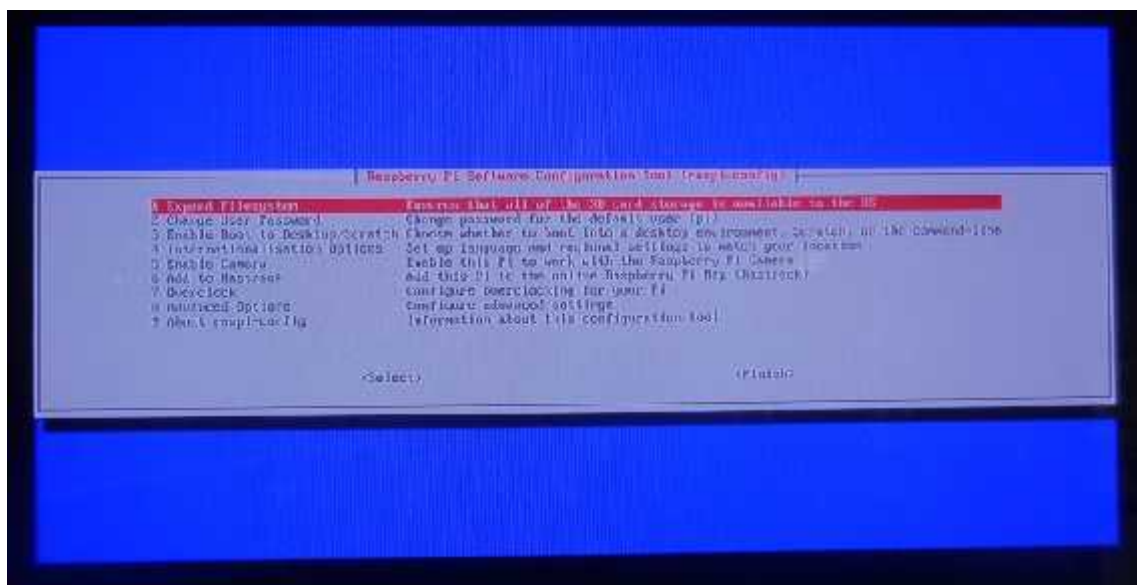 Raspberry Pi Software Configuration Tool (raspi-config)
1 Expand Filesystem Ensures that all of the SD card storage is available to the OS
2 Change User Password Change password for the default user (pi)
3 Enable Boot to Desktop/Scratch Choose whether to boot into a desktop environment, Scratch, or the command-line
4 Internationalisation Options Set up language and regional settings to match your location
5 Enable Camera Enable this Pi to work with the Raspberry Pi Camera
6 Add to Rastrack Add this Pi to the online Raspberry Pi Map (Rastrack)
7 Overclock Configure overclocking for your Pi
8 Advanced Options Configure advanced settings
9 About raspi-config Information about this configuration tool
<Select> <Finish>